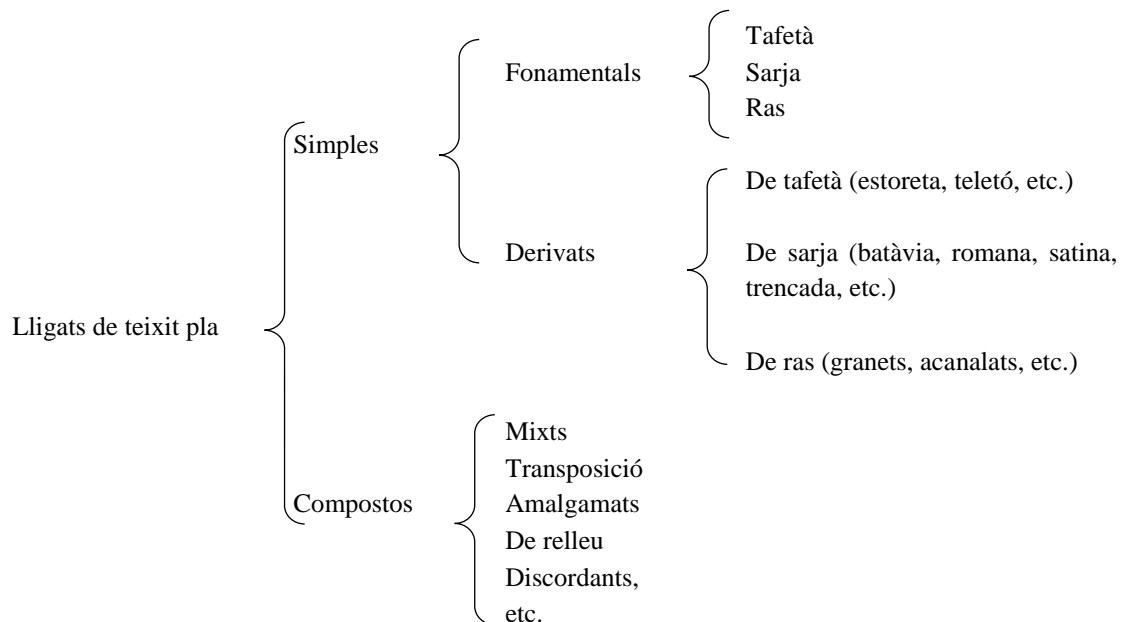 Lligats de teixit pla
Simples
Fonamentals
Tafetà
Sarja
Ras
Derivats
De tafetà (estoreta, teletó, etc.)
De sarja (batàvia, romana, satina,
trencada, etc.)
De ras (granets, acanalats, etc.)
Compostos
Mixts
Transposició
Amalgamats
De relleu
Discordants,
etc.